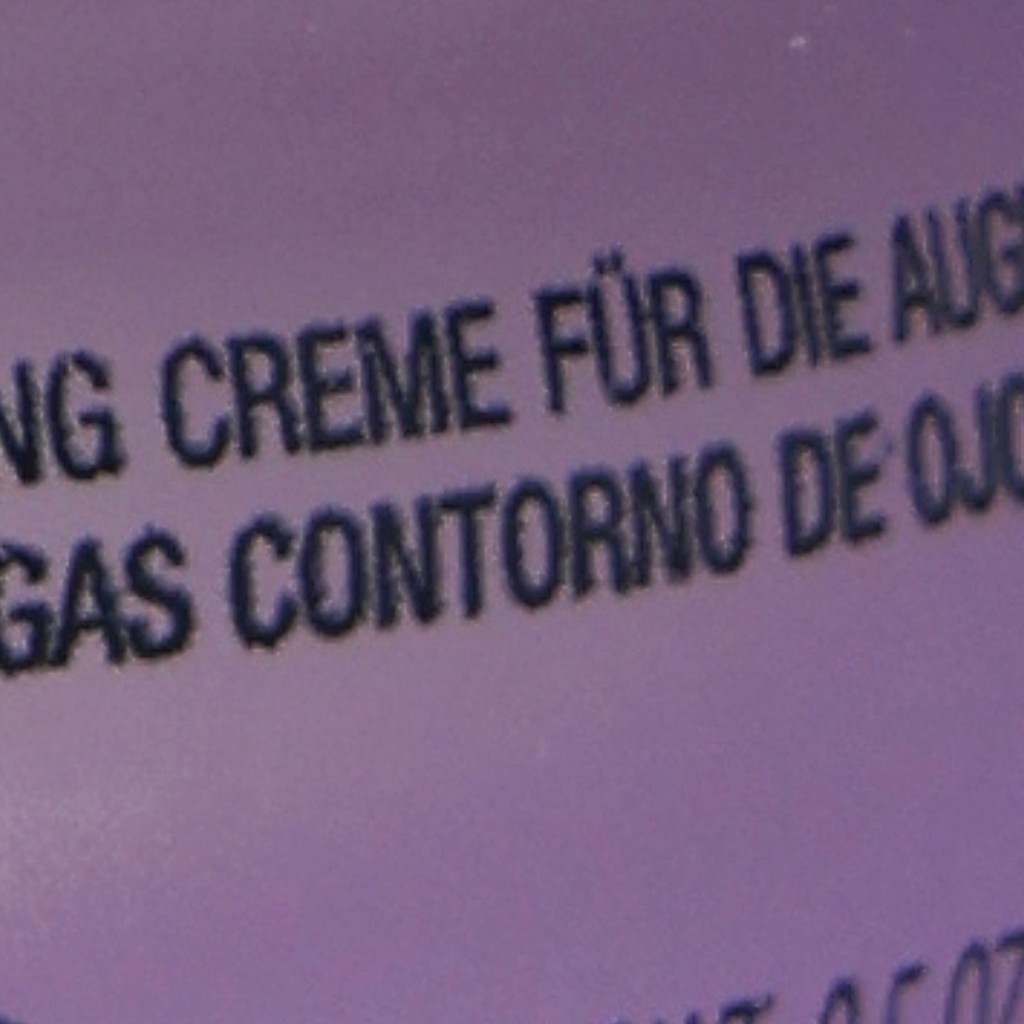 NG CREME FÜR DIE AUG
GAS CONTORNO DE OJO